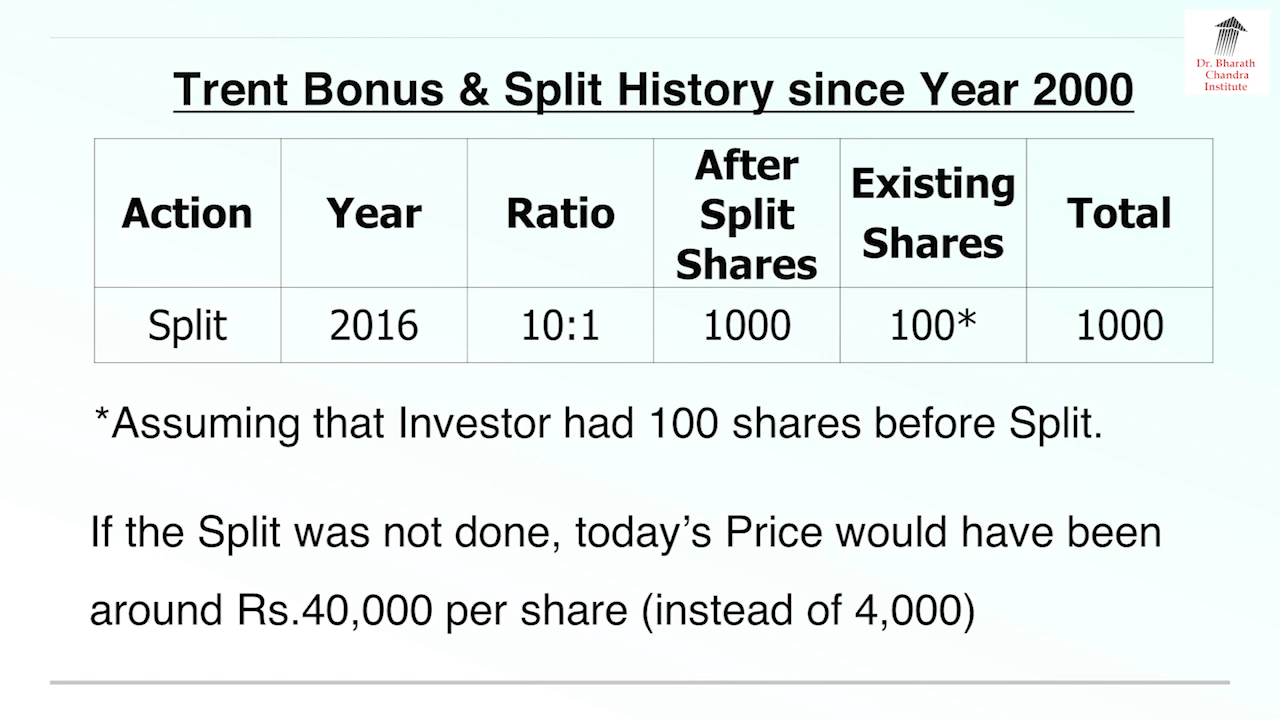 Dr. Bharath
Chandra
Institute
Trent Bonus & Split History since Year 2000
Action Year Ratio After Split Shares Existing Shares Total
Split 2016 10:1 1000 100* 1000
*Assuming that Investor had 100 shares before Split.
If the Split was not done, today’s Price would have been
around Rs.40,000 per share (instead of 4,000)